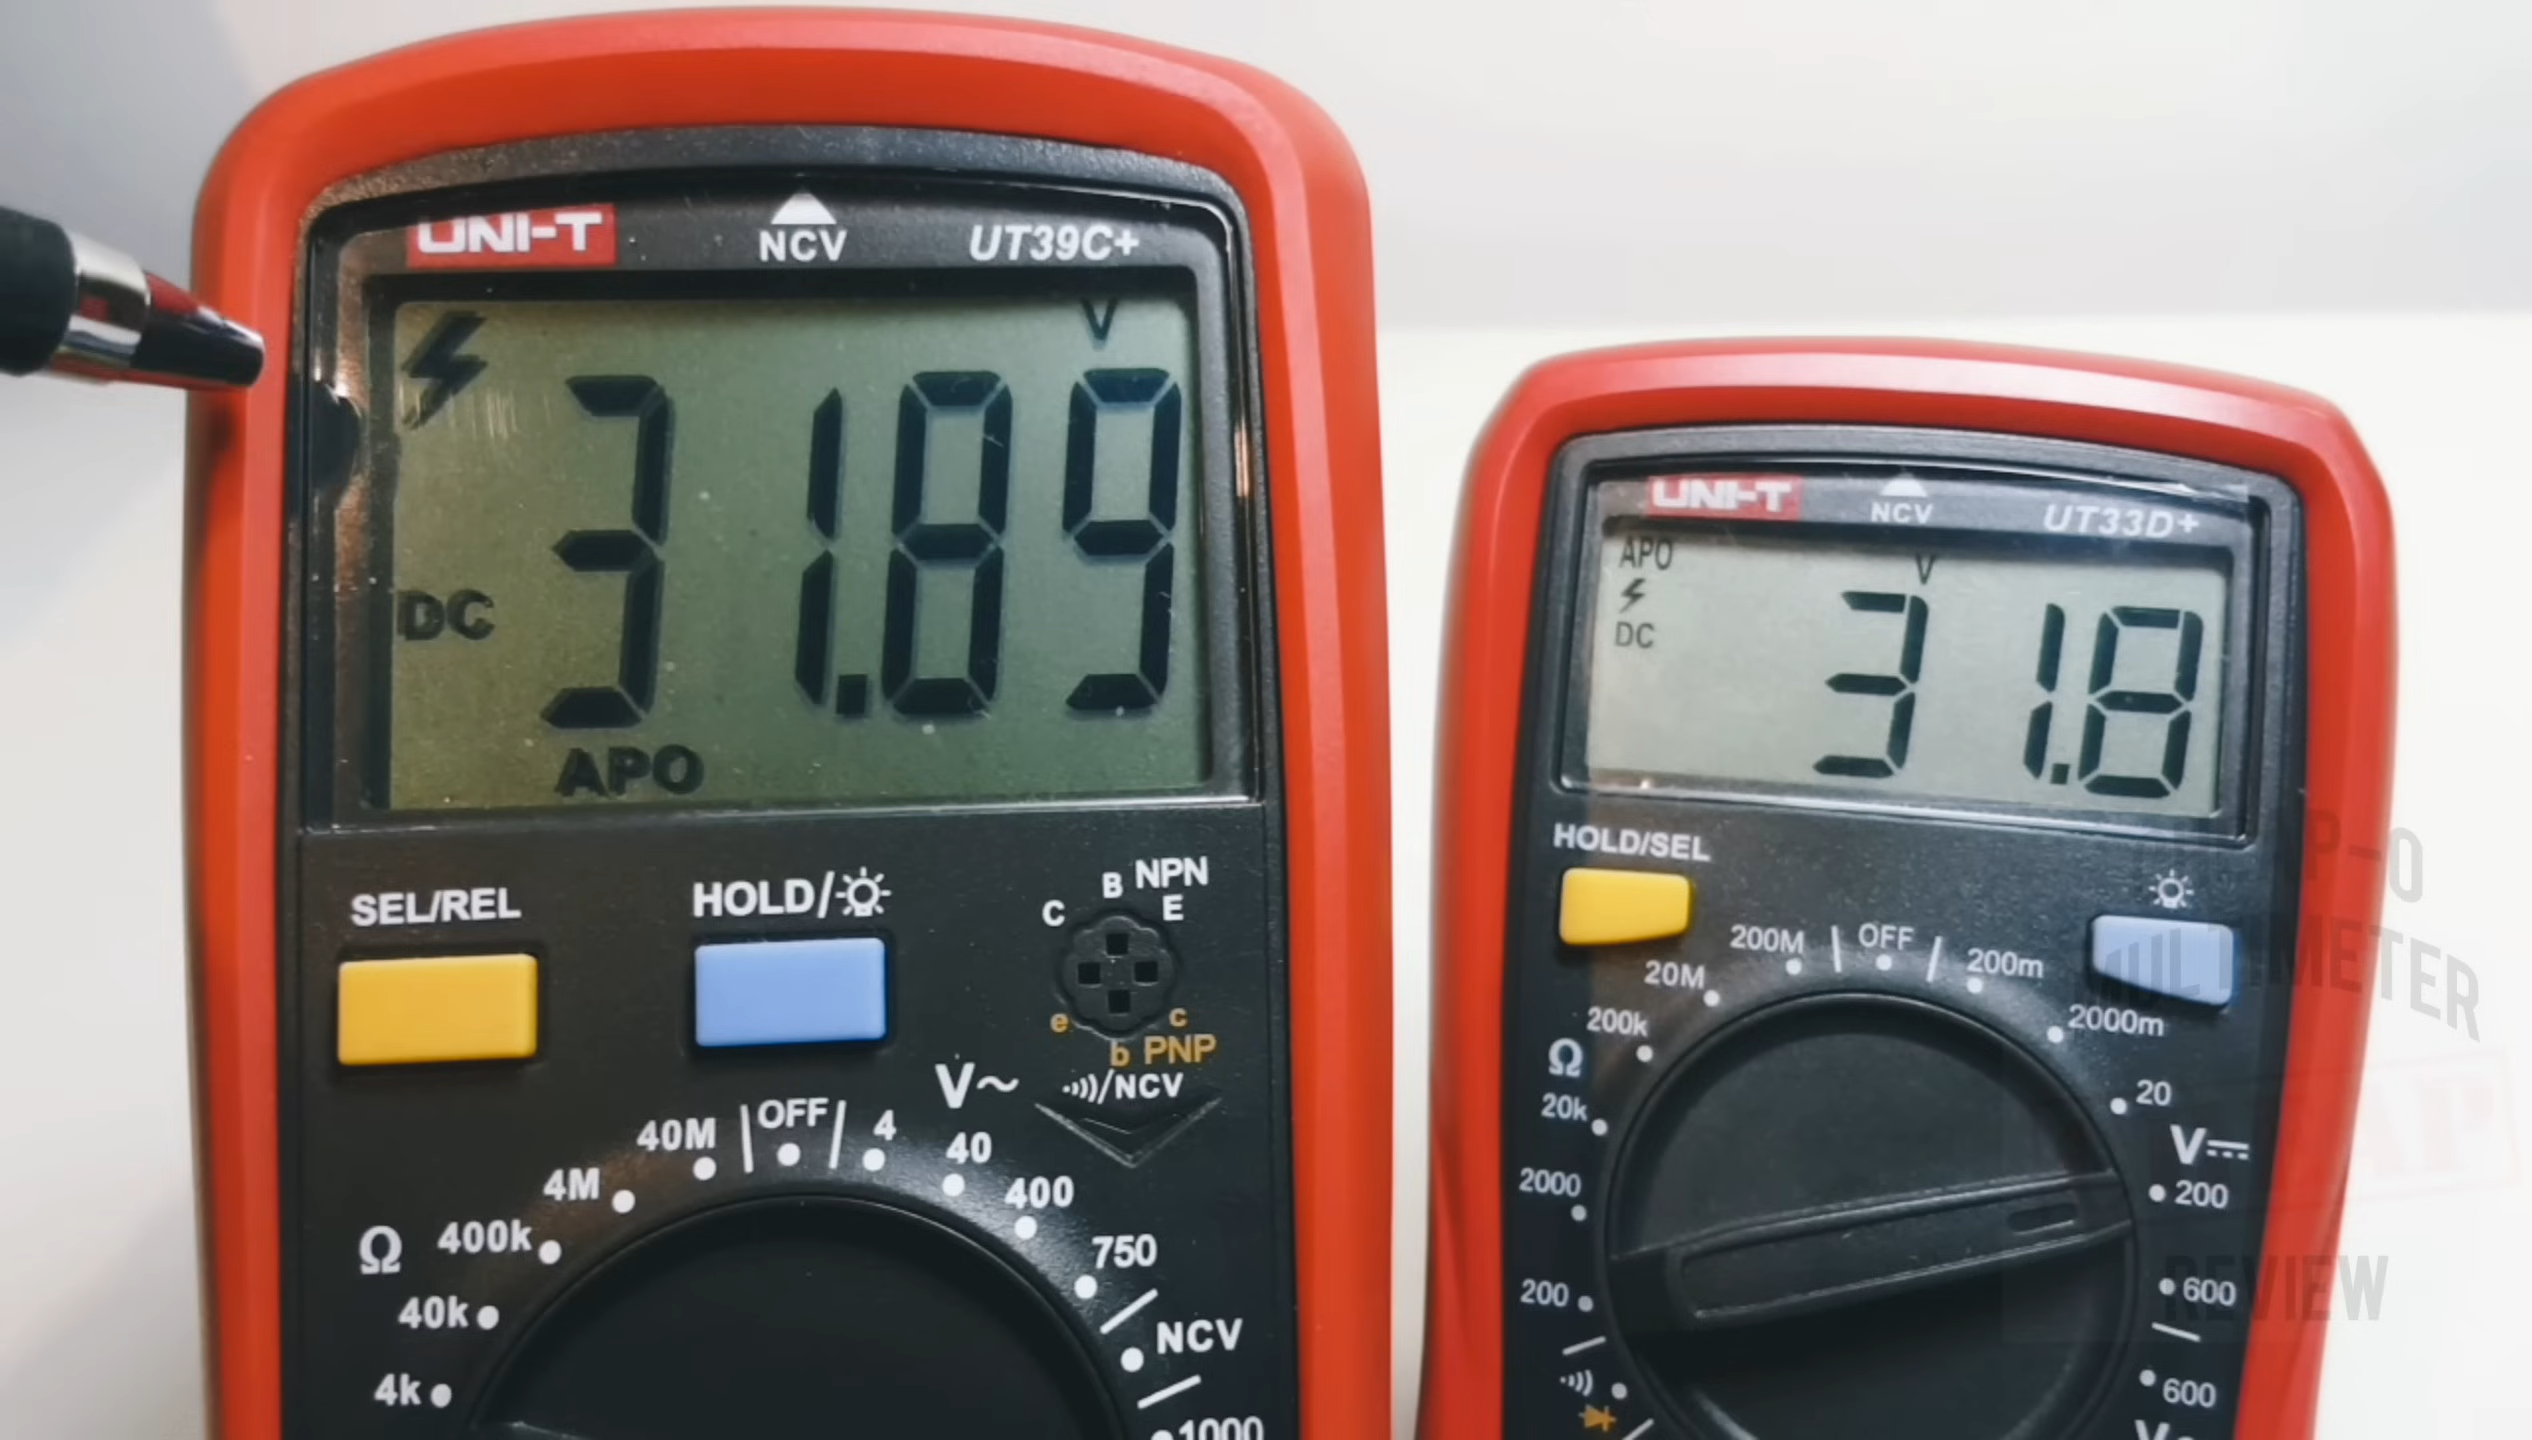 UNI-T
NCV
UT39C+
V
31.89
DC
APO
SEL/REL
HOLD/
B NPN
C E
e c
b PNP
V~
/NCV
OFF
4
40
400
750
NCV
1000
40M
4M
400k
Ω
40k
4k
UNI-T
NCV
UT33D+
APO
V
DC
31.8
HOLD/SEL
OFF
200m
2000m
20
V
200
600
600
V
200M
20M
200k
Ω
20k
2000
200
MULTIMETER
REVIEW